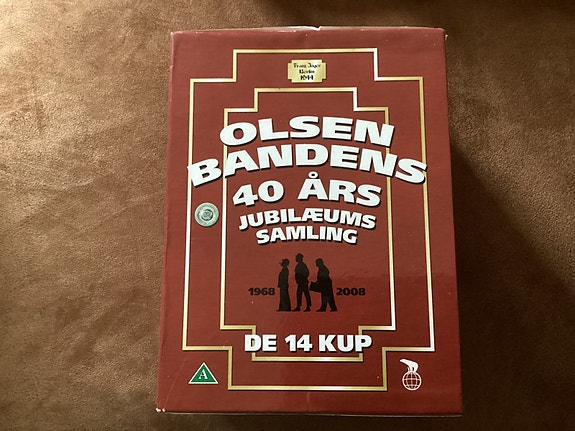 Franz Jäger
Berlin
1944
OLSEN
BANDENS
40 ÅRS
JUBILÆUMS
SAMLING
1968 2008
DE 14 KUP
A